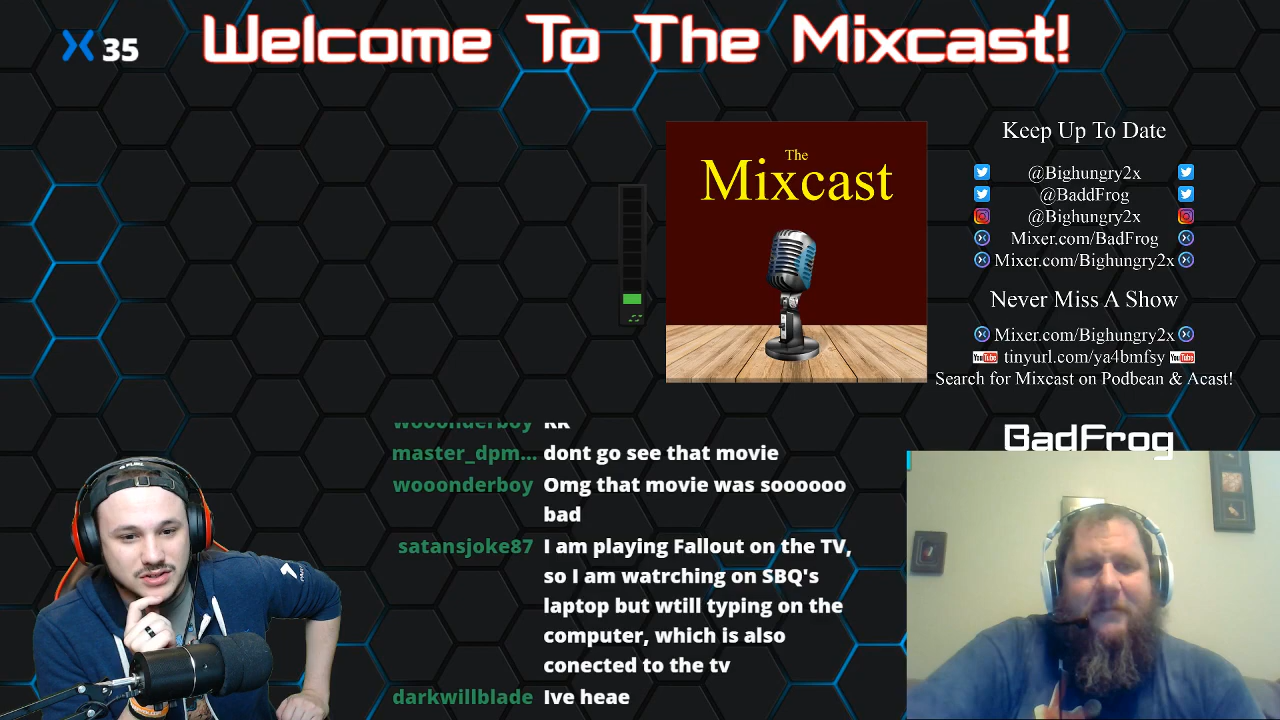 35
Welcome To The Mixcast!
The
Mixcast
Keep Up To Date
@Bighungry2x
@BaddFrog
@Bighungry2x
Mixer.com/BadFrog
Mixer.com/Bighungry2x
Never Miss A Show
Mixer.com/Bighungry2x
YouTube tinyurl.com/ya4bmfsy YouTube
Search for Mixcast on Podbean & Acast!
BadFrog
wooonderboy KK
master_dpm... dont go see that movie
wooonderboy Omg that movie was soooooo
bad
satansjoke87 I am playing Fallout on the TV,
so I am watrching on SBQ's
laptop but wtill typing on the
computer, which is also
conected to the tv
darkwillblade Ive heae